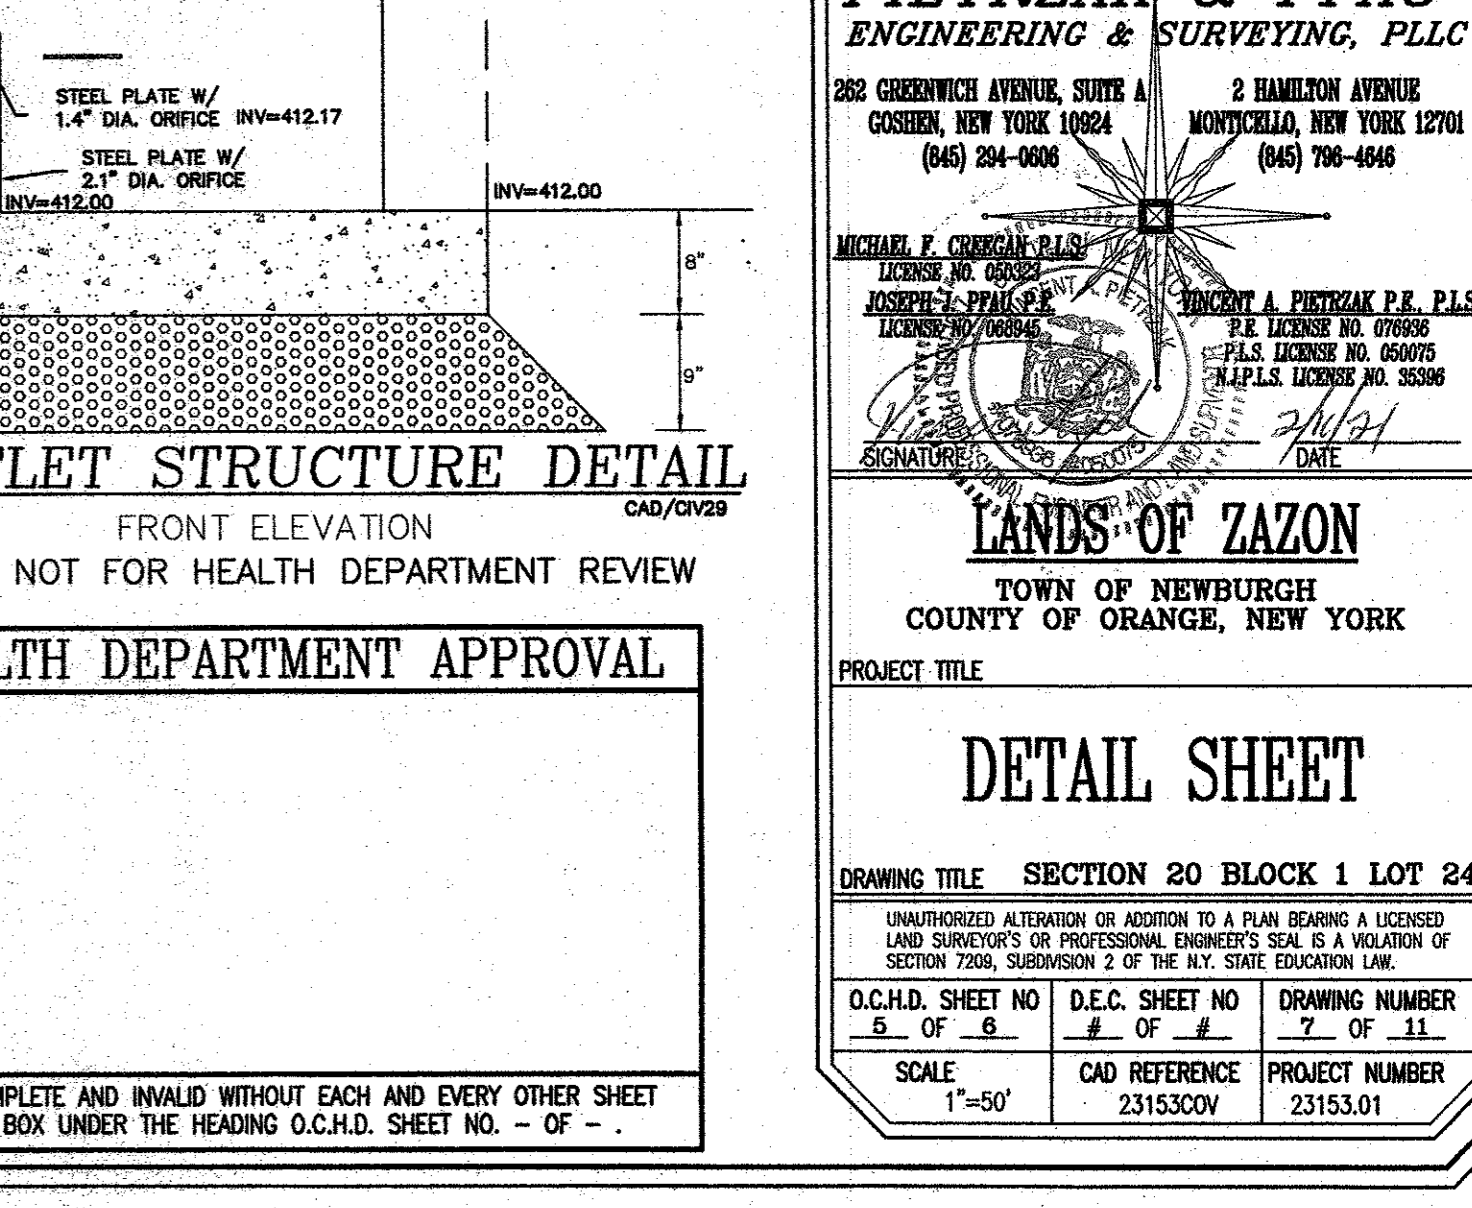 STEEL PLATE W/
1.4" DIA. ORIFICE INV=412.17
STEEL PLATE W/
2.1" DIA. ORIFICE
INV=412.00
INV=412.00
8"
9"
STRUCTURE DETAIL
CAD/CIV29
FRONT ELEVATION
NOT FOR HEALTH DEPARTMENT REVIEW
DEPARTMENT APPROVAL
AND INVALID WITHOUT EACH AND EVERY OTHER SHEET
BOX UNDER THE HEADING O.C.H.D. SHEET NO. - OF - .
ENGINEERING & SURVEYING, PLLC
262 GREENWICH AVENUE, SUITE A
GOSHEN, NEW YORK 10924
(845) 294-0606
2 HAMILTON AVENUE
MONTICELLO, NEW YORK 12701
(845) 796-4646
MICHAEL F. CREEGAN P.L.S.
LICENSE NO. 050323
JOSEPH J. PFAU P.E.
LICENSE NO. 068945
VINCENT A. PIETRZAK P.E., P.L.S
P.E. LICENSE NO. 076936
P.L.S. LICENSE NO. 050075
N.J.P.L.S. LICENSE NO. 35396
SIGNATURE
DATE
LANDS OF ZAZON
TOWN OF NEWBURGH
COUNTY OF ORANGE, NEW YORK
PROJECT TITLE
DETAIL SHEET
DRAWING TITLE SECTION 20 BLOCK 1 LOT 24
UNAUTHORIZED ALTERATION OR ADDITION TO A PLAN BEARING A LICENSED
LAND SURVEYOR'S OR PROFESSIONAL ENGINEER'S SEAL IS A VIOLATION OF
SECTION 7209, SUBDIVISION 2 OF THE N.Y. STATE EDUCATION LAW.
O.C.H.D. SHEET NO
5 OF 6
D.E.C. SHEET NO
# OF #
DRAWING NUMBER
7 OF 11
SCALE
1"=50'
CAD REFERENCE
23153COV
PROJECT NUMBER
23153.01